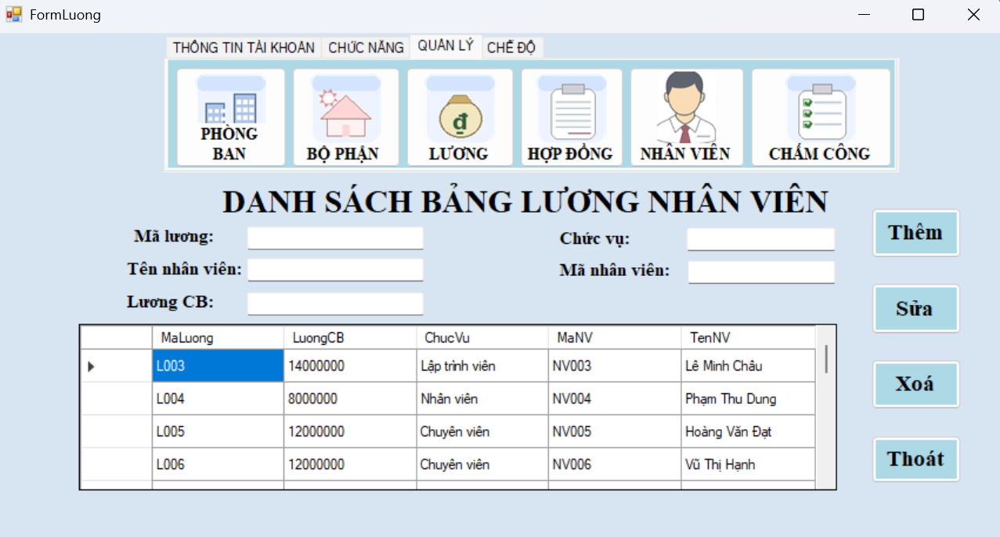 FormLuong
THÔNG TIN TÀI KHOẢN CHỨC NĂNG QUẢN LÝ CHẾ ĐỘ
PHÒNG BAN
BỘ PHẬN
LƯƠNG
HỢP ĐỒNG
NHÂN VIÊN
CHẤM CÔNG
DANH SÁCH BẢNG LƯƠNG NHÂN VIÊN
Mã lương:
Chức vụ:
Tên nhân viên:
Mã nhân viên:
Lương CB:
Thêm
Sửa
Xoá
Thoát
MaLuong LuongCB ChucVu MaNV TenNV
L003 14000000 Lập trình viên NV003 Lê Minh Châu
L004 8000000 Nhân viên NV004 Phạm Thu Dung
L005 12000000 Chuyên viên NV005 Hoàng Văn Đạt
L006 12000000 Chuyên viên NV006 Vũ Thị Hạnh